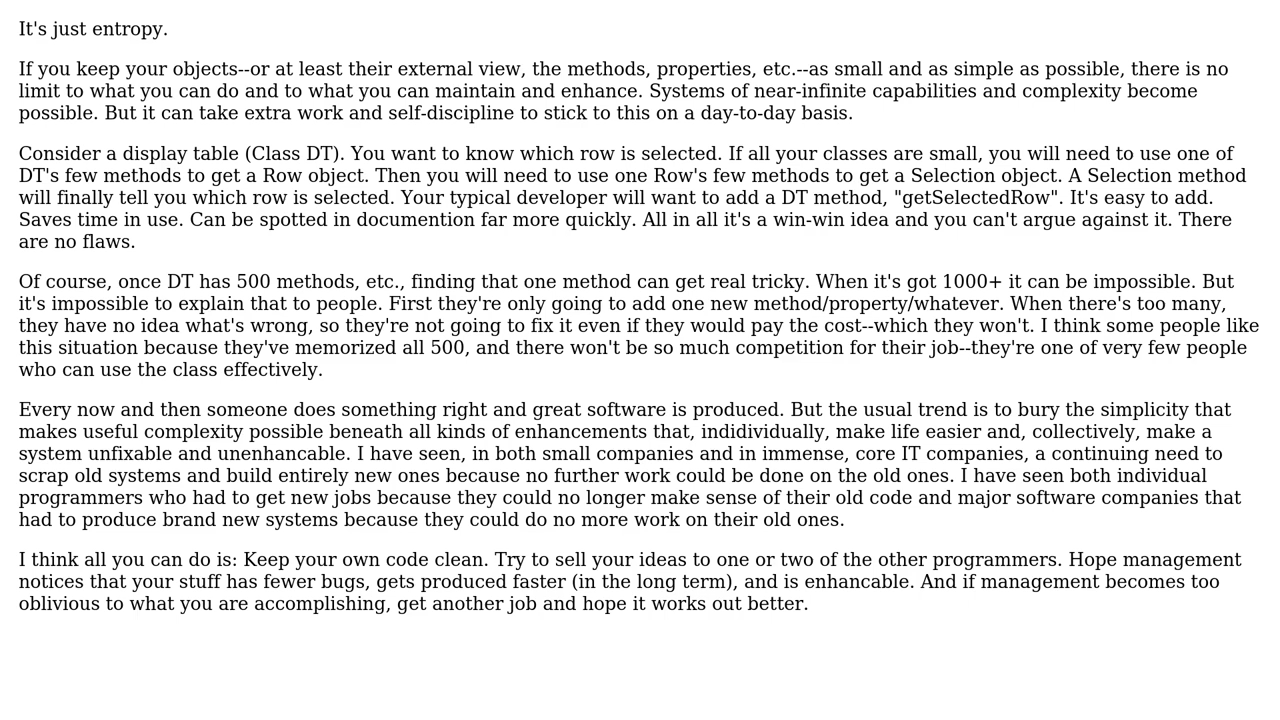 It's just entropy.
If you keep your objects--or at least their external view, the methods, properties, etc.--as small and as simple as possible, there is no
limit to what you can do and to what you can maintain and enhance. Systems of near-infinite capabilities and complexity become
possible. But it can take extra work and self-discipline to stick to this on a day-to-day basis.
Consider a display table (Class DT). You want to know which row is selected. If all your classes are small, you will need to use one of
DT's few methods to get a Row object. Then you will need to use one Row's few methods to get a Selection object. A Selection method
will finally tell you which row is selected. Your typical developer will want to add a DT method, "getSelectedRow". It's easy to add.
Saves time in use. Can be spotted in documention far more quickly. All in all it's a win-win idea and you can't argue against it. There
are no flaws.
Of course, once DT has 500 methods, etc., finding that one method can get real tricky. When it's got 1000+ it can be impossible. But
it's impossible to explain that to people. First they're only going to add one new method/property/whatever. When there's too many,
they have no idea what's wrong, so they're not going to fix it even if they would pay the cost--which they won't. I think some people like
this situation because they've memorized all 500, and there won't be so much competition for their job--they're one of very few people
who can use the class effectively.
Every now and then someone does something right and great software is produced. But the usual trend is to bury the simplicity that
makes useful complexity possible beneath all kinds of enhancements that, indidividually, make life easier and, collectively, make a
system unfixable and unenhancable. I have seen, in both small companies and in immense, core IT companies, a continuing need to
scrap old systems and build entirely new ones because no further work could be done on the old ones. I have seen both individual
programmers who had to get new jobs because they could no longer make sense of their old code and major software companies that
had to produce brand new systems because they could do no more work on their old ones.
I think all you can do is: Keep your own code clean. Try to sell your ideas to one or two of the other programmers. Hope management
notices that your stuff has fewer bugs, gets produced faster (in the long term), and is enhancable. And if management becomes too
oblivious to what you are accomplishing, get another job and hope it works out better.